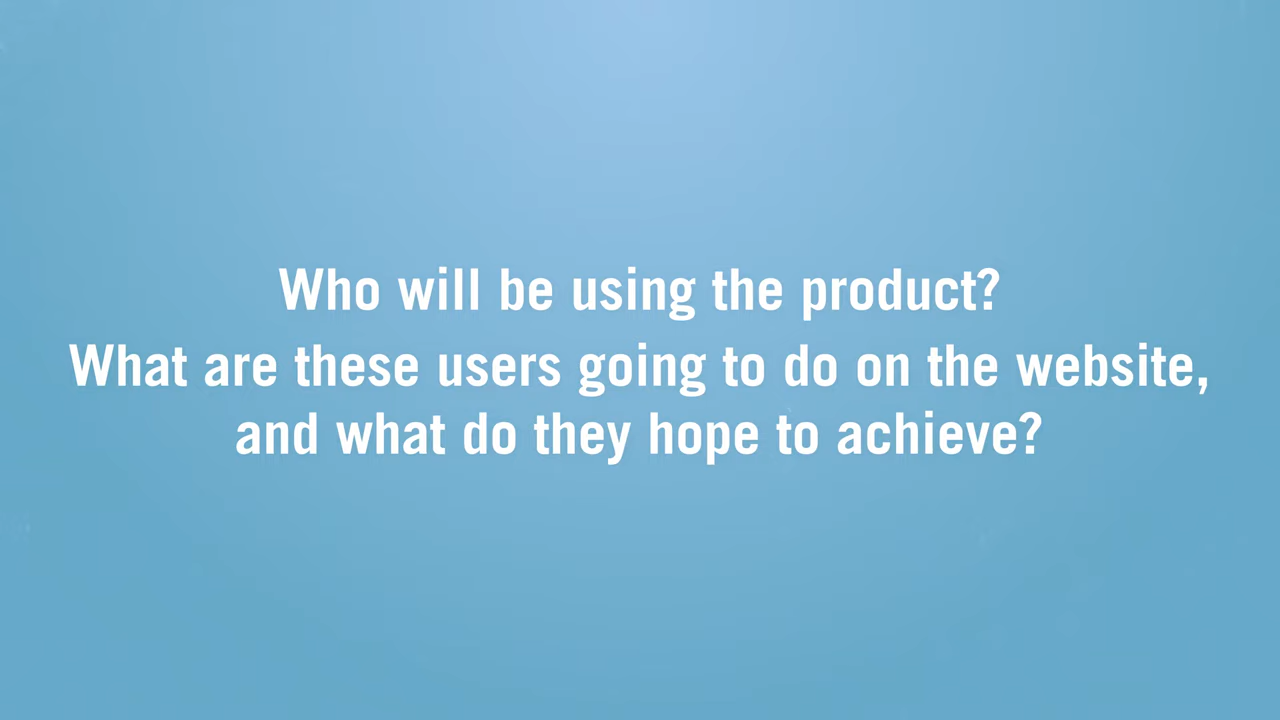 Who will be using the product?
What are these users going to do on the website,
and what do they hope to achieve?